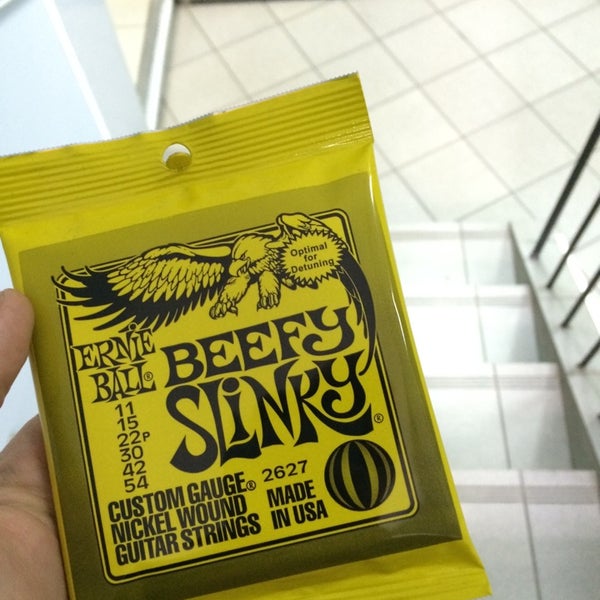 Optimal
for
Detuning
ERNIE
BALL®
BEEFY
SLINKY®
11
15
22P
30
42
54
CUSTOM GAUGE®
NICKEL WOUND
GUITAR STRINGS
2627
MADE
IN USA